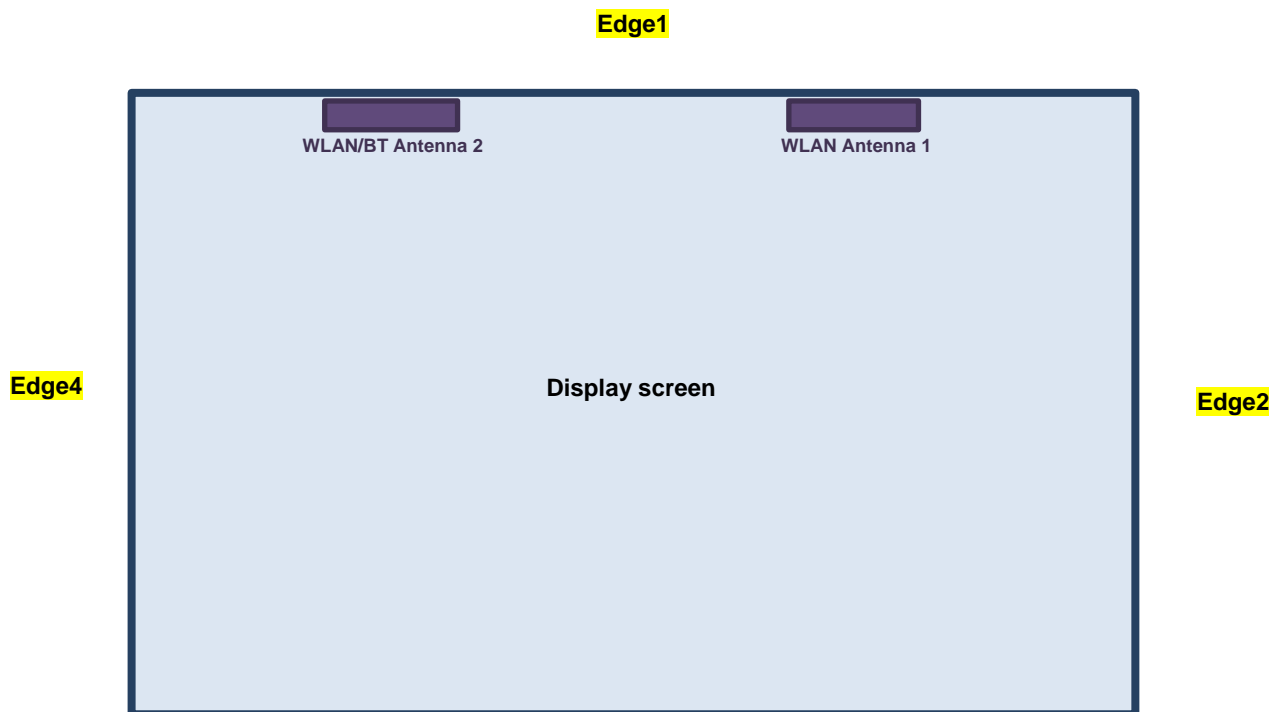 Edge1
WLAN/BT Antenna 2
WLAN Antenna 1
Edge4
Display screen
Edge2